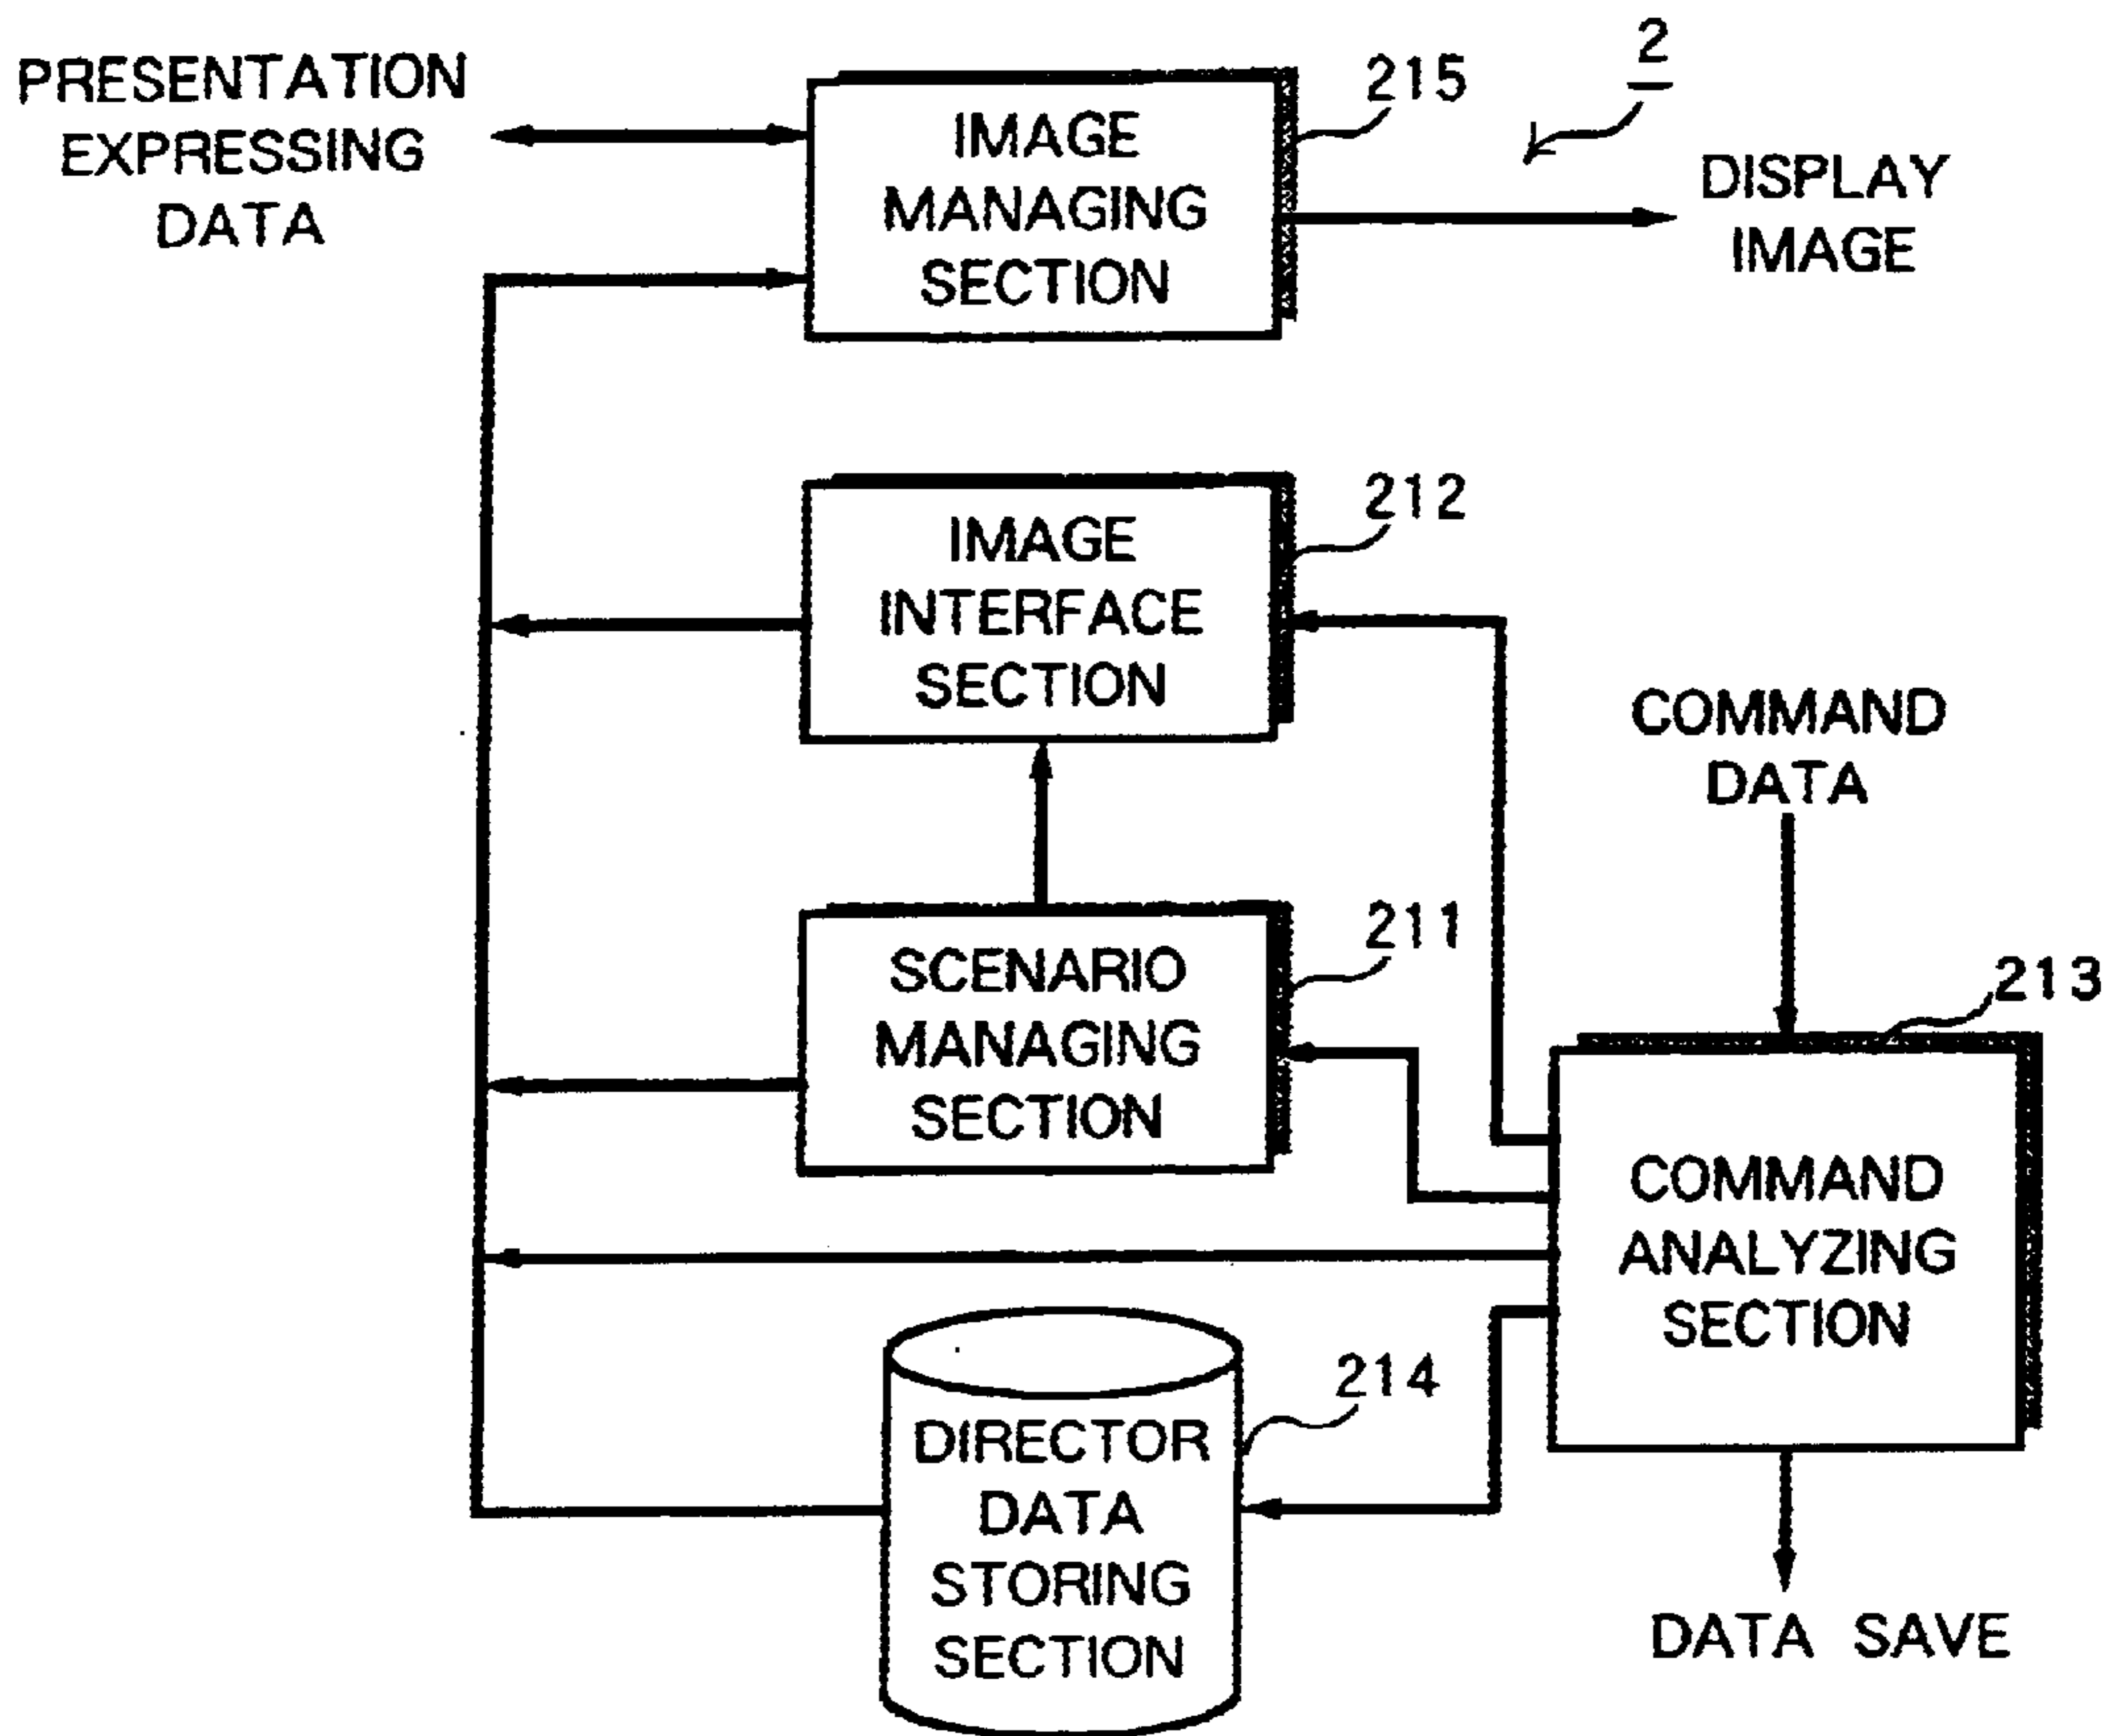 2
PRESENTATION
EXPRESSING
DATA
IMAGE
MANAGING
SECTION
215
DISPLAY
IMAGE
IMAGE
INTERFACE
SECTION
212
COMMAND
DATA
SCENARIO
MANAGING
SECTION
211
213
COMMAND
ANALYZING
SECTION
DIRECTOR
DATA
STORING
SECTION
214
DATA SAVE